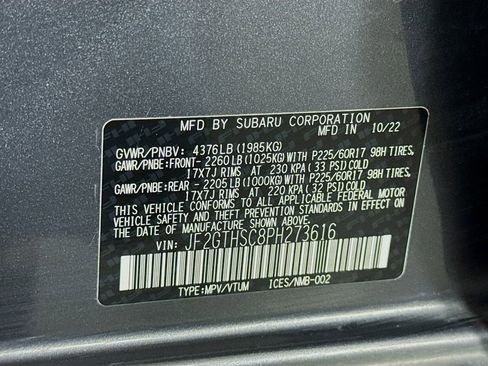 MFD BY SUBARU CORPORATION
MADE IN JAPAN 10/22
GVWR/PNBV: 4376LB (1985KG)
GAWR/PNBE:FRONT- 2260LB(1025KG)WITH P225/60R17 98H TIRES,
17X7J RIMS AT 230 KPA (33 PSI)COLD
GAWR/PNBE:REAR - 2205LB(1000KG)WITH P225/60R17 98H TIRES,
17X7J RIMS AT 220 KPA (32 PSI)COLD
THIS VEHICLE CONFORMS TO ALL APPLICABLE FEDERAL MOTOR
VEHICLE SAFETY AND THEFT PREVENTION STANDARDS IN EFFECT ON
THE DATE OF MANUFACTURE SHOWN ABOVE.
VIN: JF2GTHSC8PH273616
TYPE:MPV/VTUM ICES/NMB-002